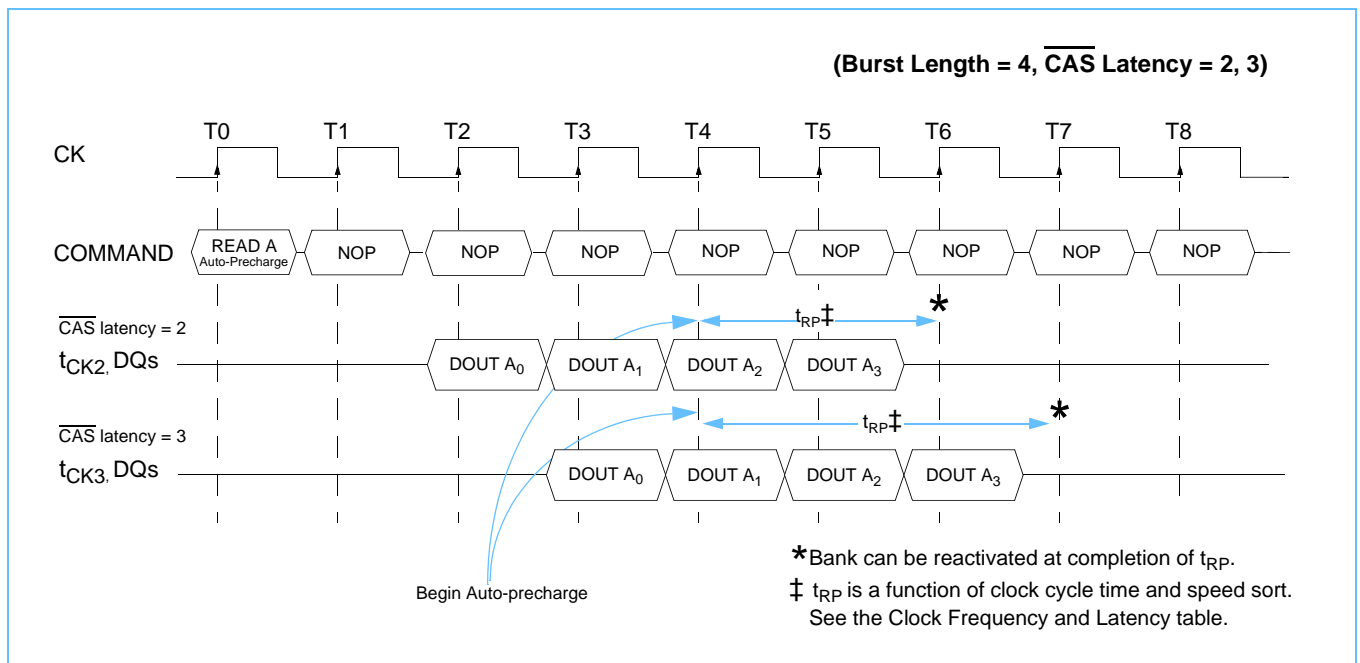 (Burst Length = 4, CAS Latency = 2, 3)
T0 T1 T2 T3 T4 T5 T6 T7 T8
CK
COMMAND
READ A
Auto-Precharge
NOP NOP NOP NOP NOP NOP NOP NOP
CAS latency = 2
tRP‡ *
tCK2, DQs
DOUT A0 DOUT A1 DOUT A2 DOUT A3
CAS latency = 3
tRP‡ *
tCK3, DQs
DOUT A0 DOUT A1 DOUT A2 DOUT A3
Begin Auto-precharge
*Bank can be reactivated at completion of tRP.
‡ tRP is a function of clock cycle time and speed sort.
See the Clock Frequency and Latency table.